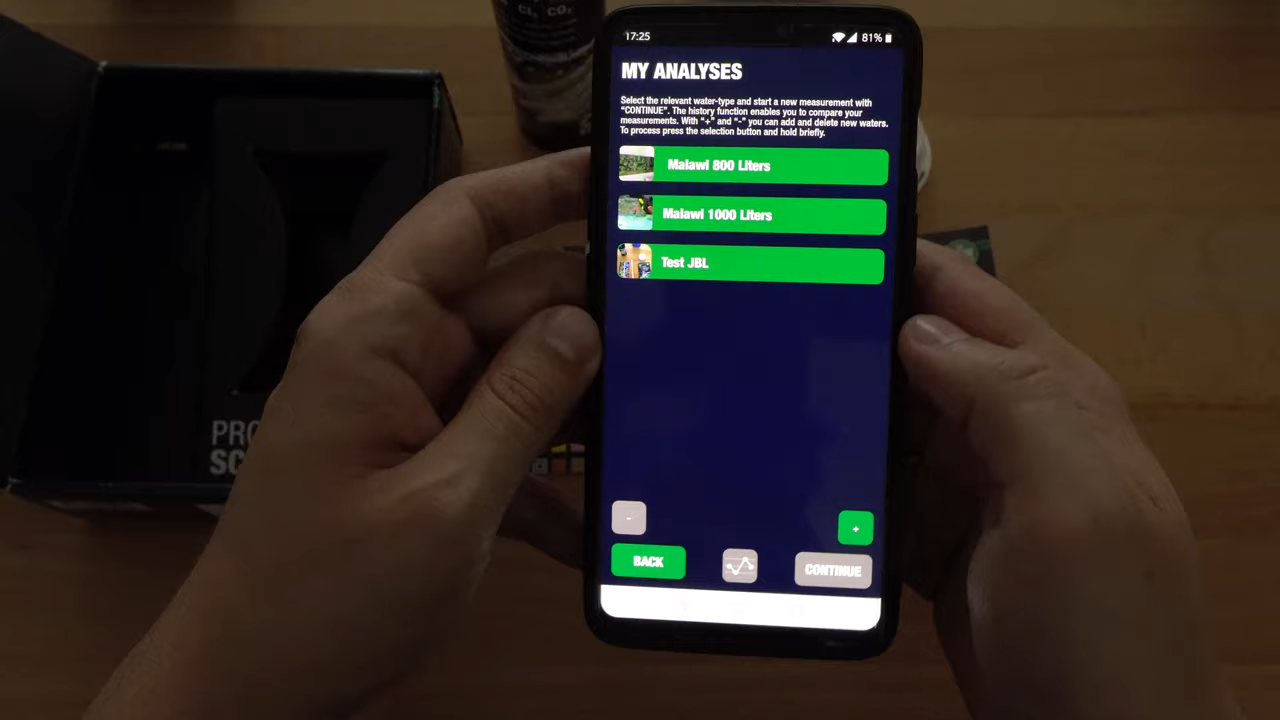 Cl₂ CO₂
17:25 81%
MY ANALYSES
Select the relevant water-type and start a new measurement with
"CONTINUE". The history function enables you to compare your
measurements. With "+" and "-" you can add and delete new waters.
To process press the selection button and hold briefly.
Malawi 800 Liters
Malawi 1000 Liters
Test JBL
PRO
SC
-
+
BACK
CONTINUE